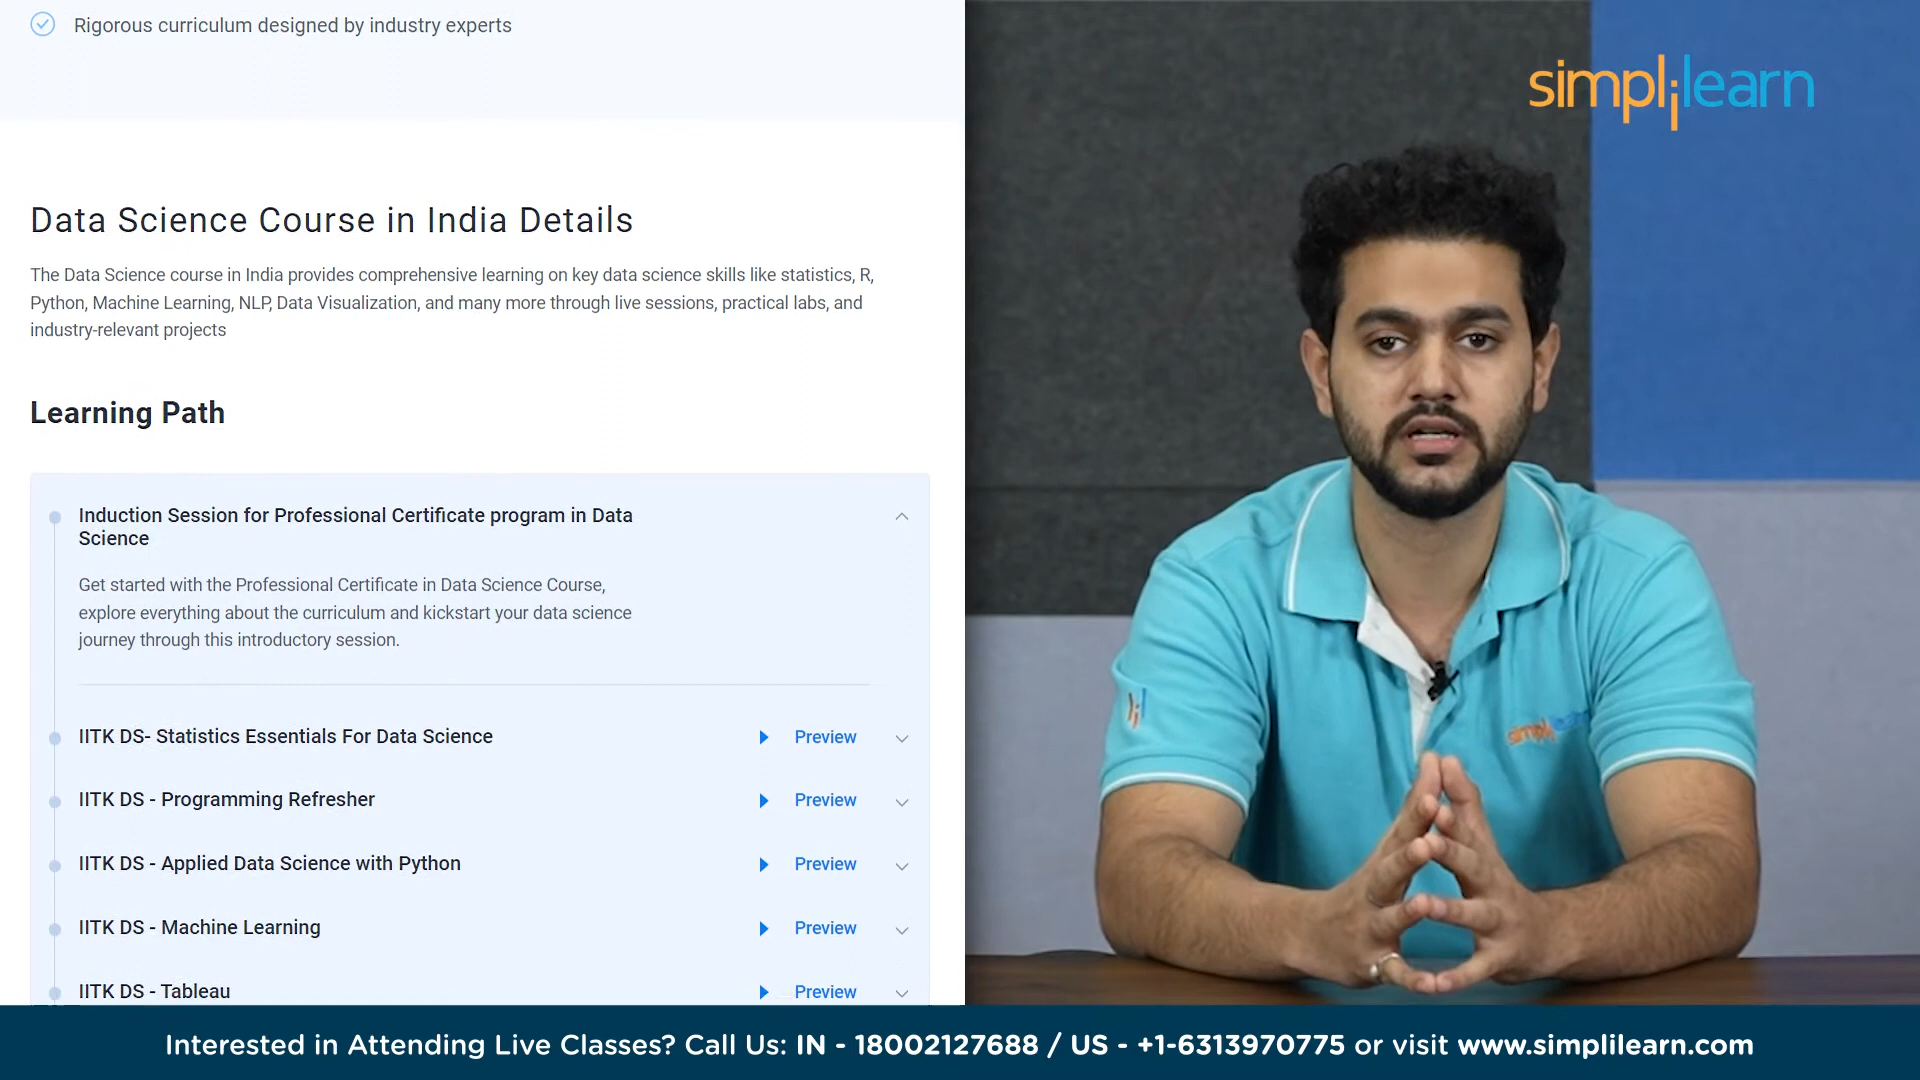 Rigorous curriculum designed by industry experts
simplilearn
Data Science Course in India Details
The Data Science course in India provides comprehensive learning on key data science skills like statistics, R,
Python, Machine Learning, NLP, Data Visualization, and many more through live sessions, practical labs, and
industry-relevant projects
Learning Path
Induction Session for Professional Certificate program in Data
Science
Get started with the Professional Certificate in Data Science Course,
explore everything about the curriculum and kickstart your data science
journey through this introductory session.
IITK DS- Statistics Essentials For Data Science Preview
IITK DS - Programming Refresher Preview
IITK DS - Applied Data Science with Python Preview
IITK DS - Machine Learning Preview
IITK DS - Tableau Preview
simplilearn
Interested in Attending Live Classes? Call Us: IN - 18002127688 / US - +1-6313970775 or visit www.simplilearn.com